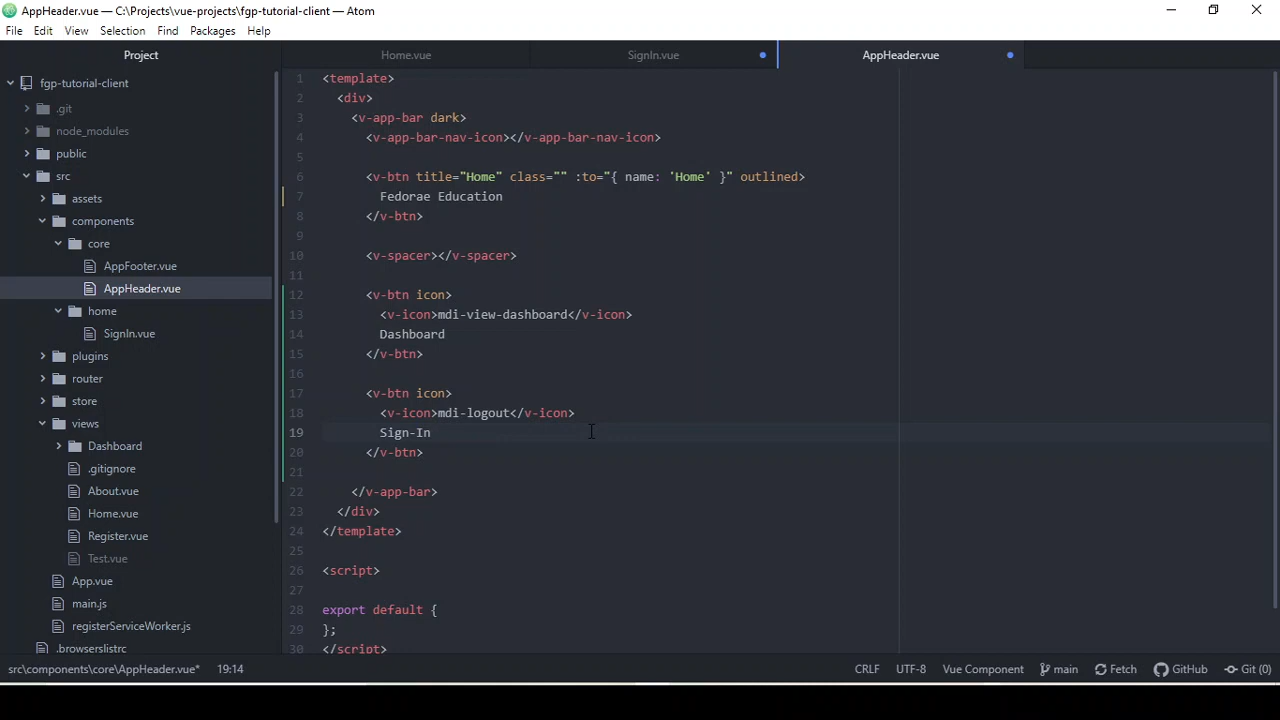 AppHeader.vue — C:\Projects\vue-projects\fgp-tutorial-client — Atom
File Edit View Selection Find Packages Help
Project
fgp-tutorial-client
.git
node_modules
public
src
assets
components
core
AppFooter.vue
AppHeader.vue
home
SignIn.vue
plugins
router
store
views
Dashboard
.gitignore
About.vue
Home.vue
Register.vue
Test.vue
App.vue
main.js
registerServiceWorker.js
.browserslistrc
Home.vue SignIn.vue AppHeader.vue
1 <template>
2 <div>
3 <v-app-bar dark>
4 <v-app-bar-nav-icon></v-app-bar-nav-icon>
5
6 <v-btn title="Home" class="" :to="{ name: 'Home' }" outlined>
7 Fedorae Education
8 </v-btn>
9
10 <v-spacer></v-spacer>
11
12 <v-btn icon>
13 <v-icon>mdi-view-dashboard</v-icon>
14 Dashboard
15 </v-btn>
16
17 <v-btn icon>
18 <v-icon>mdi-logout</v-icon>
19 Sign-In
20 </v-btn>
21
22 </v-app-bar>
23 </div>
24 </template>
25
26 <script>
27
28 export default {
29 };
30 </script>
src\components\core\AppHeader.vue* 19:14 CRLF UTF-8 Vue Component main Fetch GitHub Git (0)